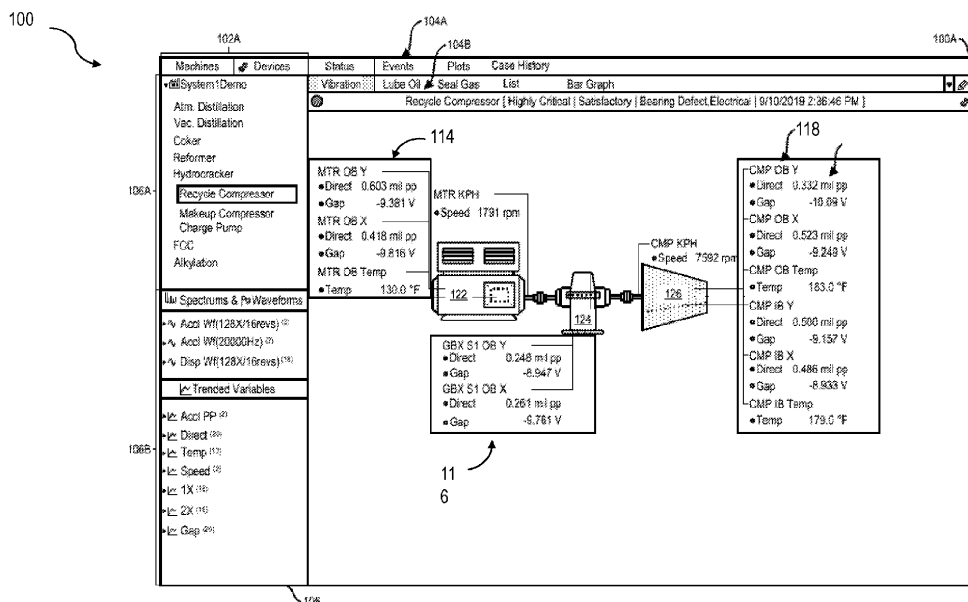 100
102A
104A
104B
100A
Machines Devices Status Events Plots Case History
System1Demo
Vibration Lube Oil Seal Gas List Bar Graph
Recycle Compressor [ Highly Critical | Satisfactory | Bearing Defect,Electrical | 9/10/2019 2:36:46 PM ]
Atm. Distillation
Vac. Distillation
Coker
Reformer
Hydrocracker
106A
Recycle Compressor
Makeup Compressor
Charge Pump
FCC
Alkylation
Spectrums & Waveforms
Accl Wf(128X/16revs) (2)
Accl Wf(20000Hz) (2)
Disp Wf(128X/16revs) (18)
Trended Variables
Accl PP (2)
Direct (20)
Temp
Speed
106B
1X
2X
Gap
106
114
MTR OB Y
Direct 0.603 mil pp
Gap -9.381 V
MTR OB X
Direct 0.418 mil pp
Gap -9.816 V
MTR OB Temp
Temp 130.0 °F
MTR KPH
Speed 1791 rpm
122
124
GBX S1 OB Y
Direct 0.248 mil pp
Gap -8.947 V
GBX S1 OB X
Direct 0.261 mil pp
Gap -9.761 V
11
6
CMP KPH
Speed 7592 rpm
126
118
CMP OB Y
Direct 0.332 mil pp
Gap -10.09 V
CMP OB X
Direct 0.523 mil pp
Gap -9.249 V
CMP OB Temp
Temp 183.0 °F
CMP IB Y
Direct 0.500 mil pp
Gap -9.157 V
CMP IB X
Direct 0.486 mil pp
Gap -8.933 V
CMP IB Temp
Temp 179.0 °F